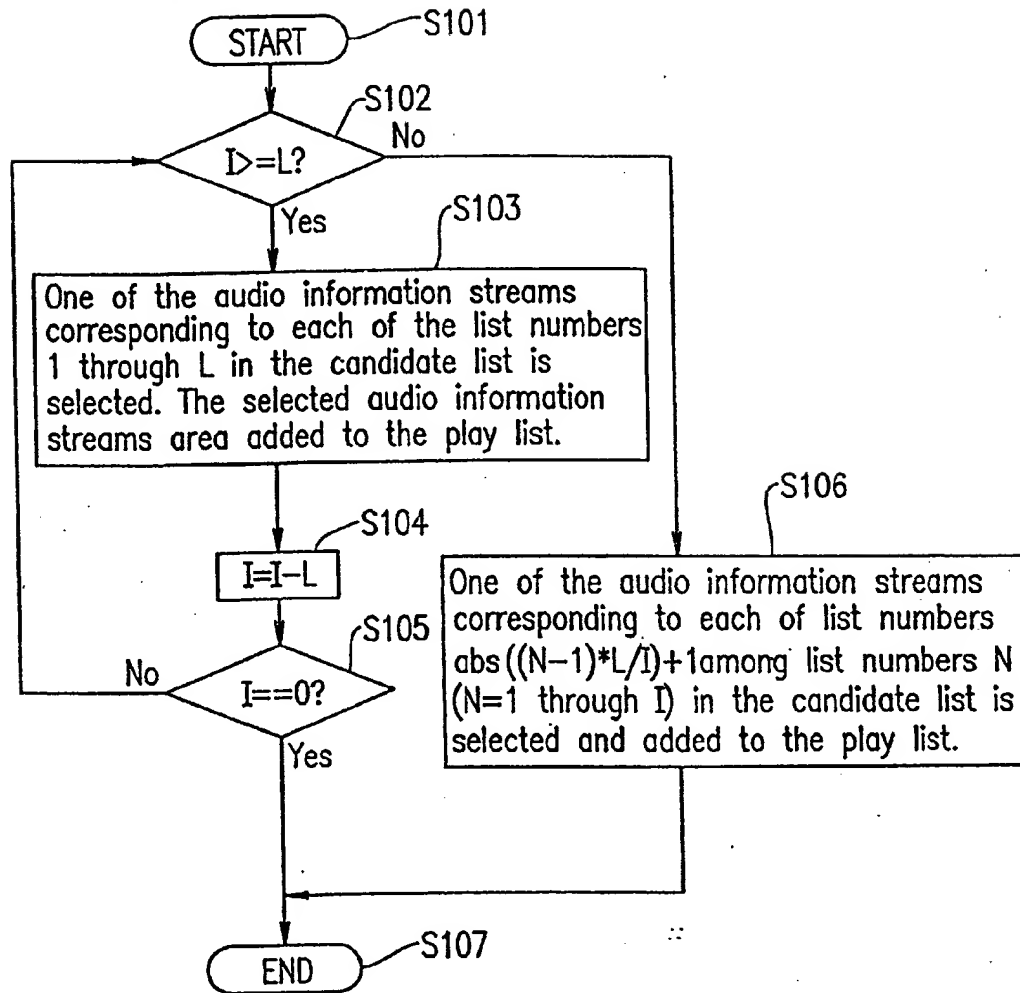 START
S101
S102
I>=L?
No
Yes
S103
One of the audio information streams
corresponding to each of the list numbers
1 through L in the candidate list is
selected. The selected audio information
streams area added to the play list.
S104
I=I-L
S105
No
I==0?
Yes
S106
One of the audio information streams
corresponding to each of list numbers
abs((N-1)*L/I)+1among list numbers N
(N=1 through I) in the candidate list is
selected and added to the play list.
END
S107